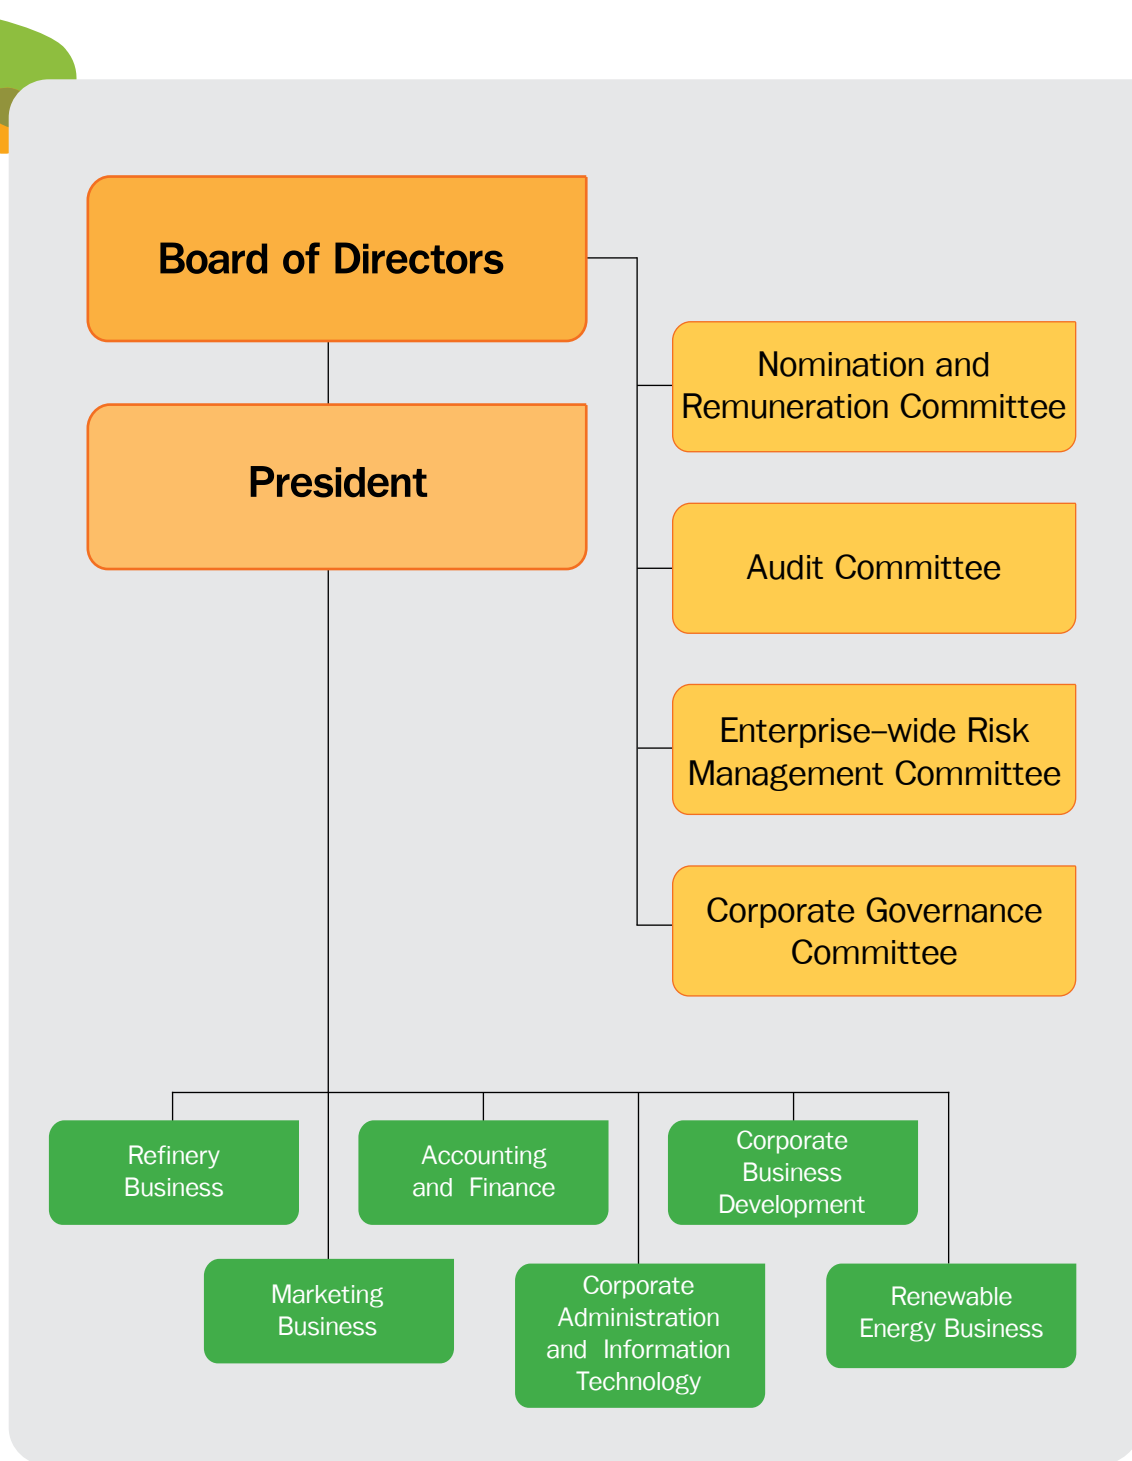 Board of Directors
President
Nomination and
Remuneration Committee
Audit Committee
Enterprise–wide Risk
Management Committee
Corporate Governance
Committee
Refinery
Business
Accounting
and Finance
Corporate
Business
Development
Marketing
Business
Corporate
Administration
and Information
Technology
Renewable
Energy Business